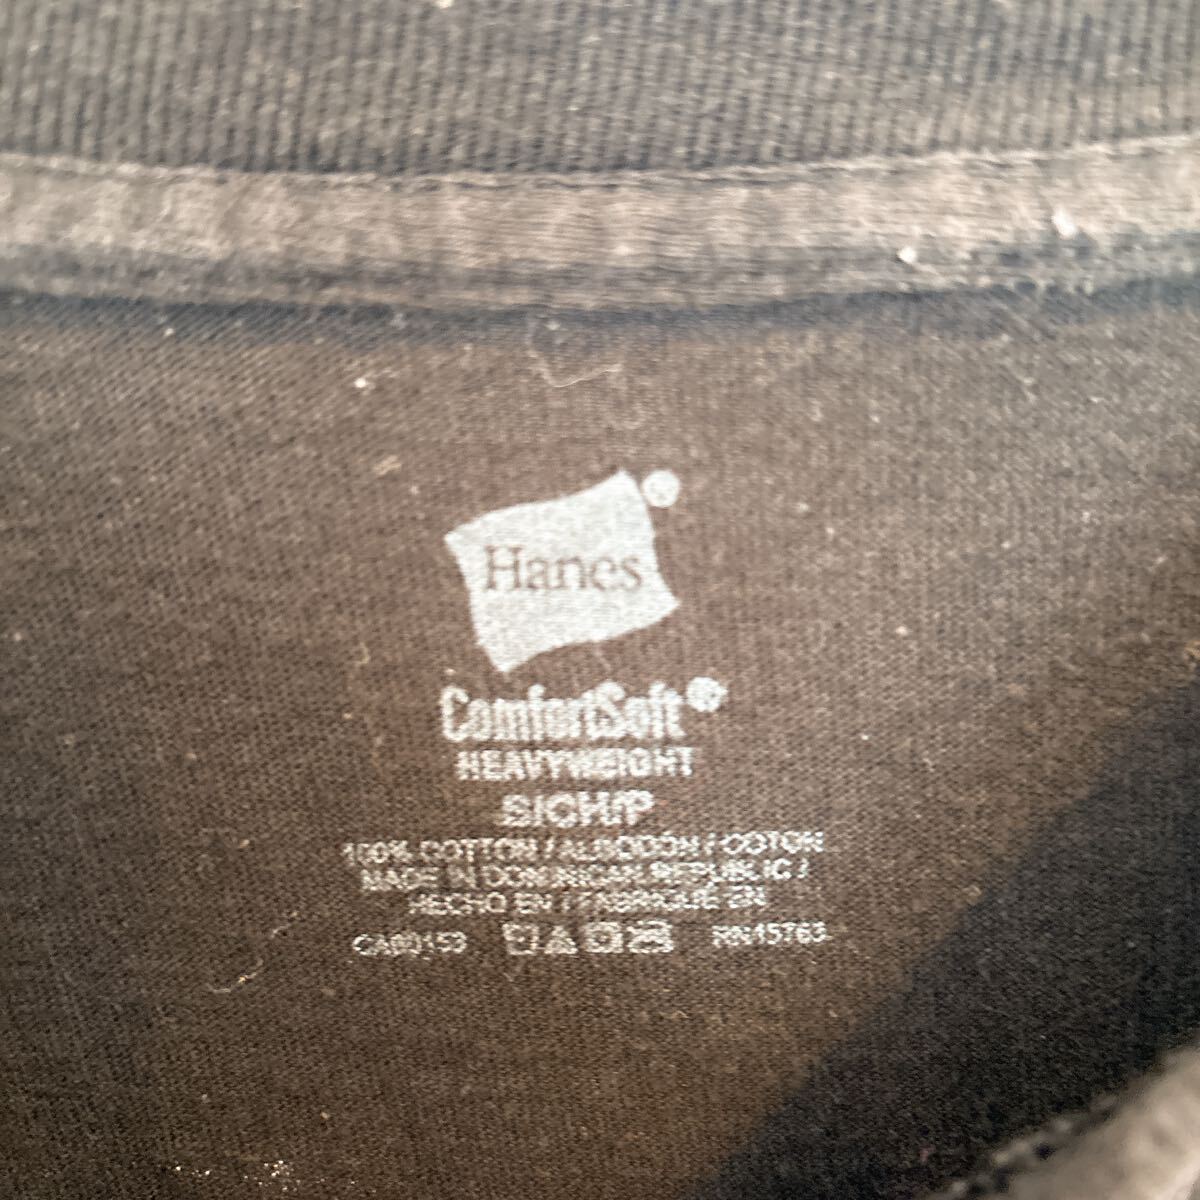 Hanes®
ComfortSoft®
HEAVYWEIGHT
S/CH/P
100% COTTON / ALGODÓN / COTON
MADE IN DOMINICAN REPUBLIC /
HECHO EN / FABRIQUÉ EN
CA00153 RN15763